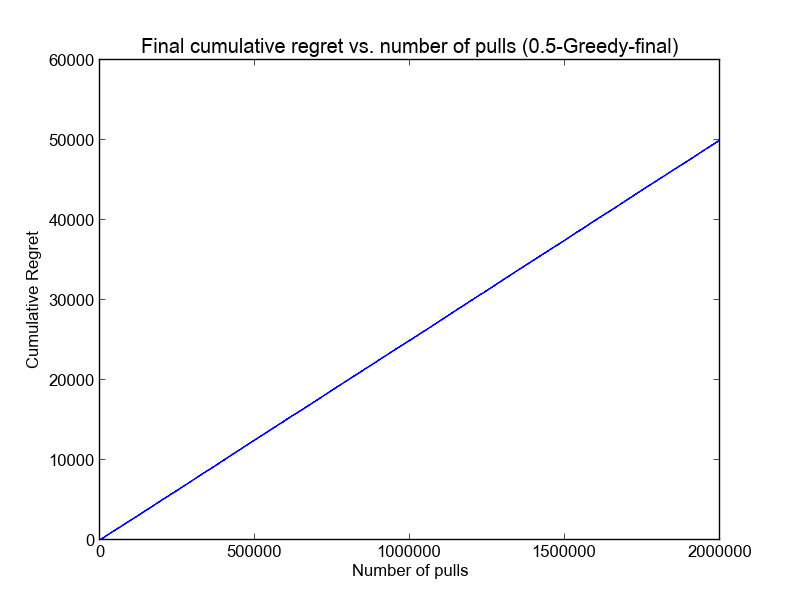 Final cumulative regret vs. number of pulls (0.5-Greedy-final)
60000
50000
40000
30000
20000
10000
0
Cumulative Regret
0 500000 1000000 1500000 2000000
Number of pulls